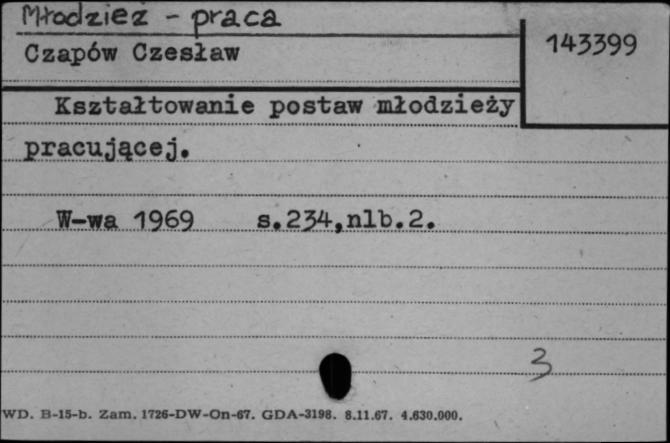 Młodzież - praca
Czapów Czesław
143399
Kształtowanie postaw młodzieży
pracującej.
W-wa 1969 s.234,nlb.2.
3
WD. B-15-b. Zam. 1726-DW-On-67. GDA-3198. 8.11.67. 4.630.000.